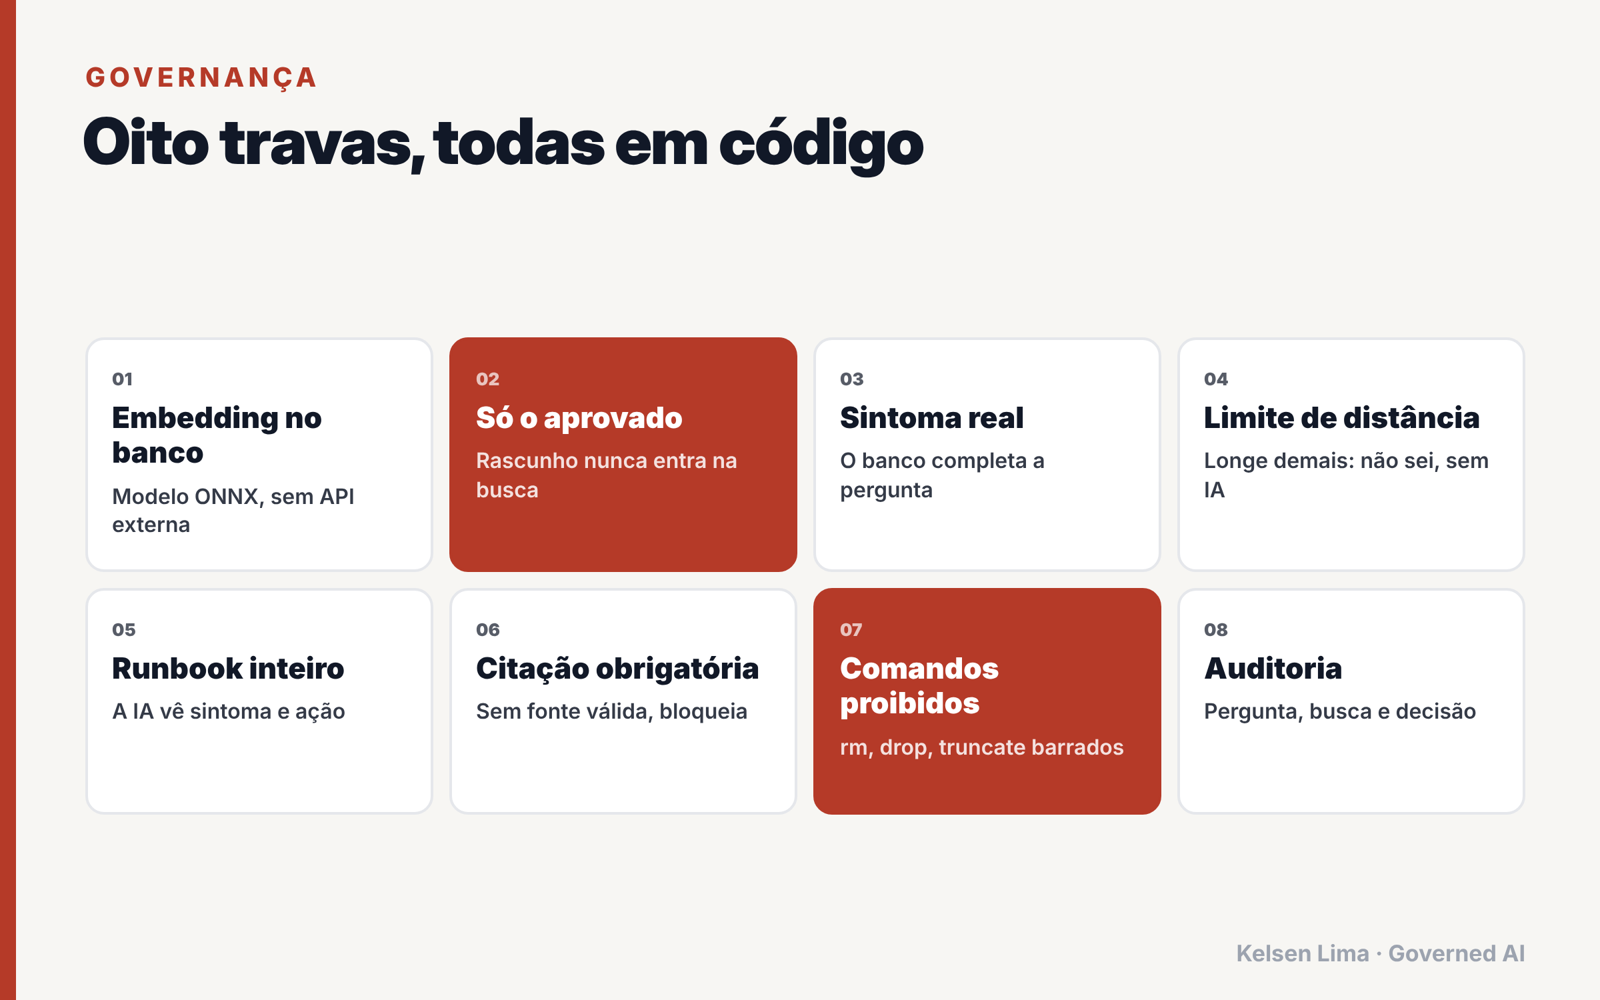 GOVERNANÇA
Oito travas, todas em código
01
Embedding no
banco
Modelo ONNX, sem API
externa
02
Só o aprovado
Rascunho nunca entra na
busca
03
Sintoma real
O banco completa a
pergunta
04
Limite de distância
Longe demais: não sei, sem
IA
05
Runbook inteiro
A IA vê sintoma e ação
06
Citação obrigatória
Sem fonte válida, bloqueia
07
Comandos
proibidos
rm, drop, truncate barrados
08
Auditoria
Pergunta, busca e decisão
Kelsen Lima · Governed AI